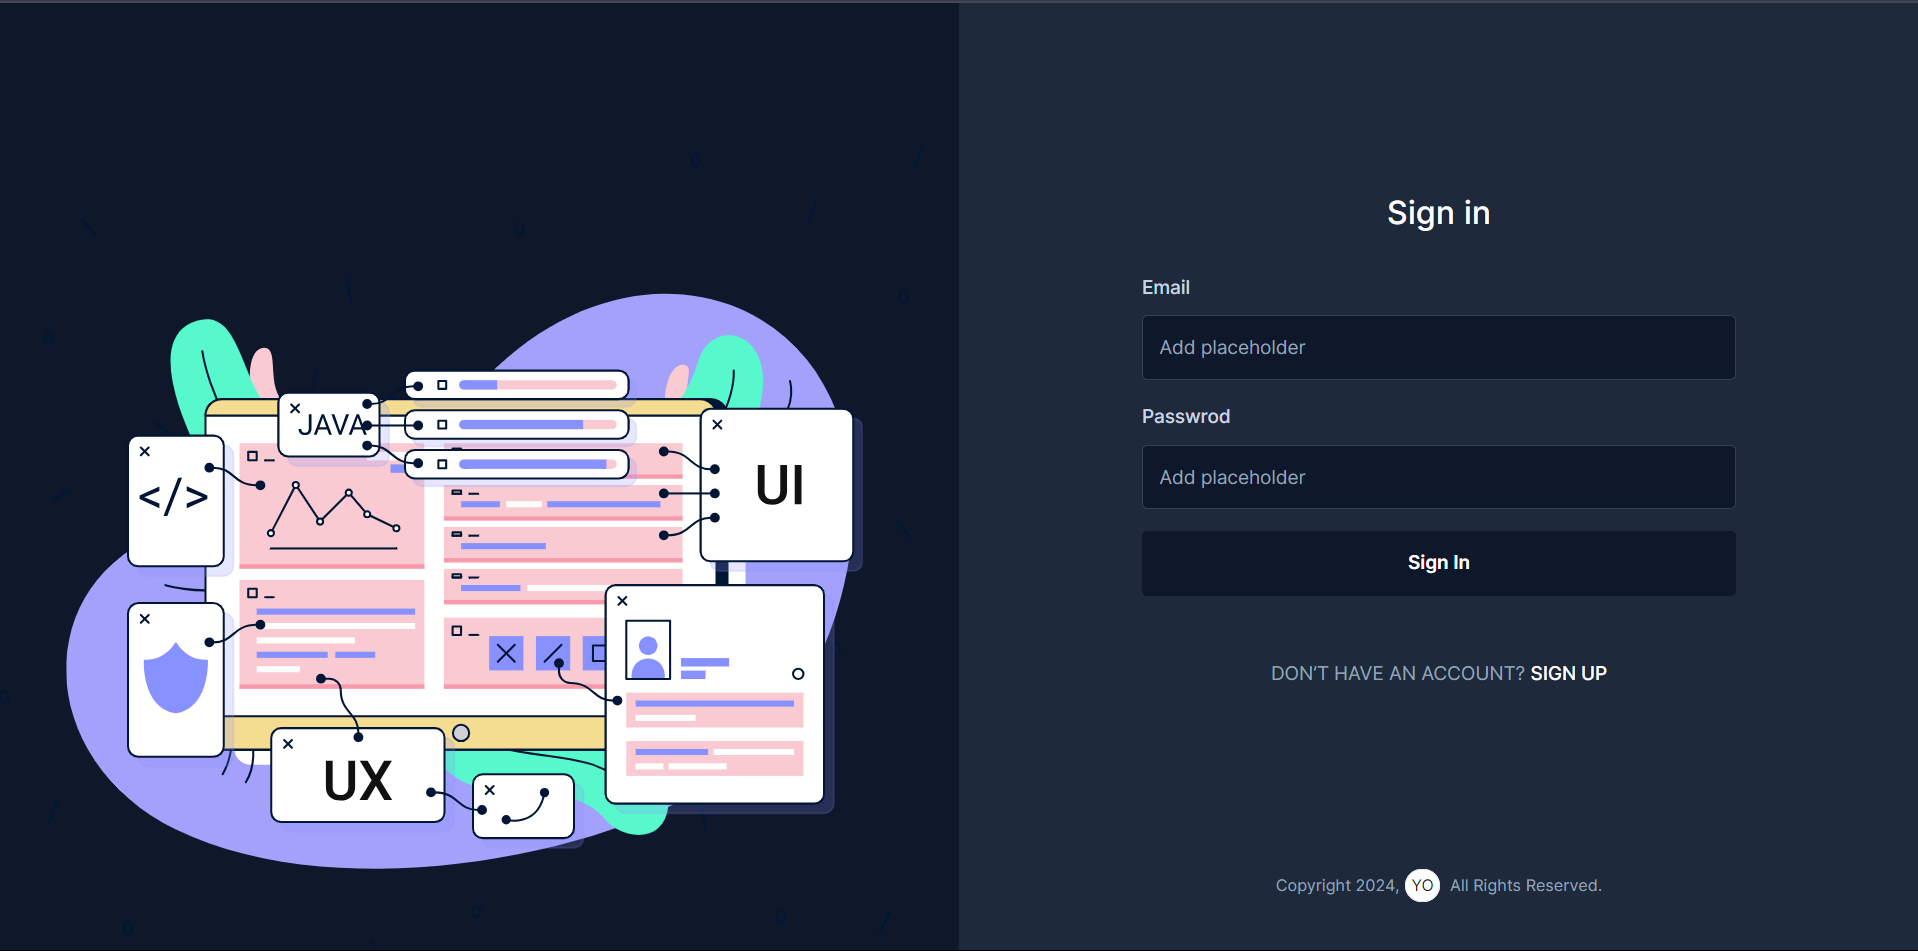 JAVA
</>
UI
UX
Sign in
Email
Add placeholder
Passwrod
Add placeholder
Sign In
DON'T HAVE AN ACCOUNT? SIGN UP
Copyright 2024, YO All Rights Reserved.